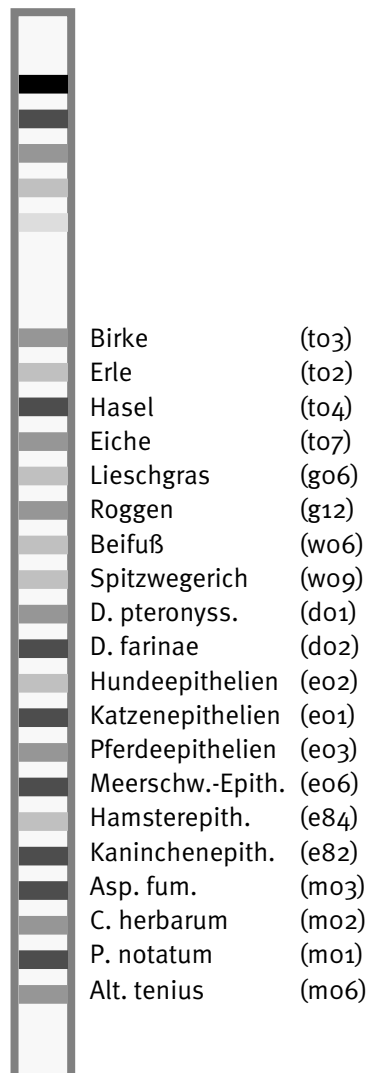 Birke (t03)
Erle (t02)
Hasel (t04)
Eiche (t07)
Lieschgras (g06)
Roggen (g12)
Beifuß (w06)
Spitzwegerich (w09)
D. pteronyss. (d01)
D. farinae (d02)
Hundeepithelien (e02)
Katzenepithelien (e01)
Pferdeepithelien (e03)
Meerschw.-Epith. (e06)
Hamsterepith. (e84)
Kaninchenepith. (e82)
Asp. fum. (m03)
C. herbarum (m02)
P. notatum (m01)
Alt. tenius (m06)